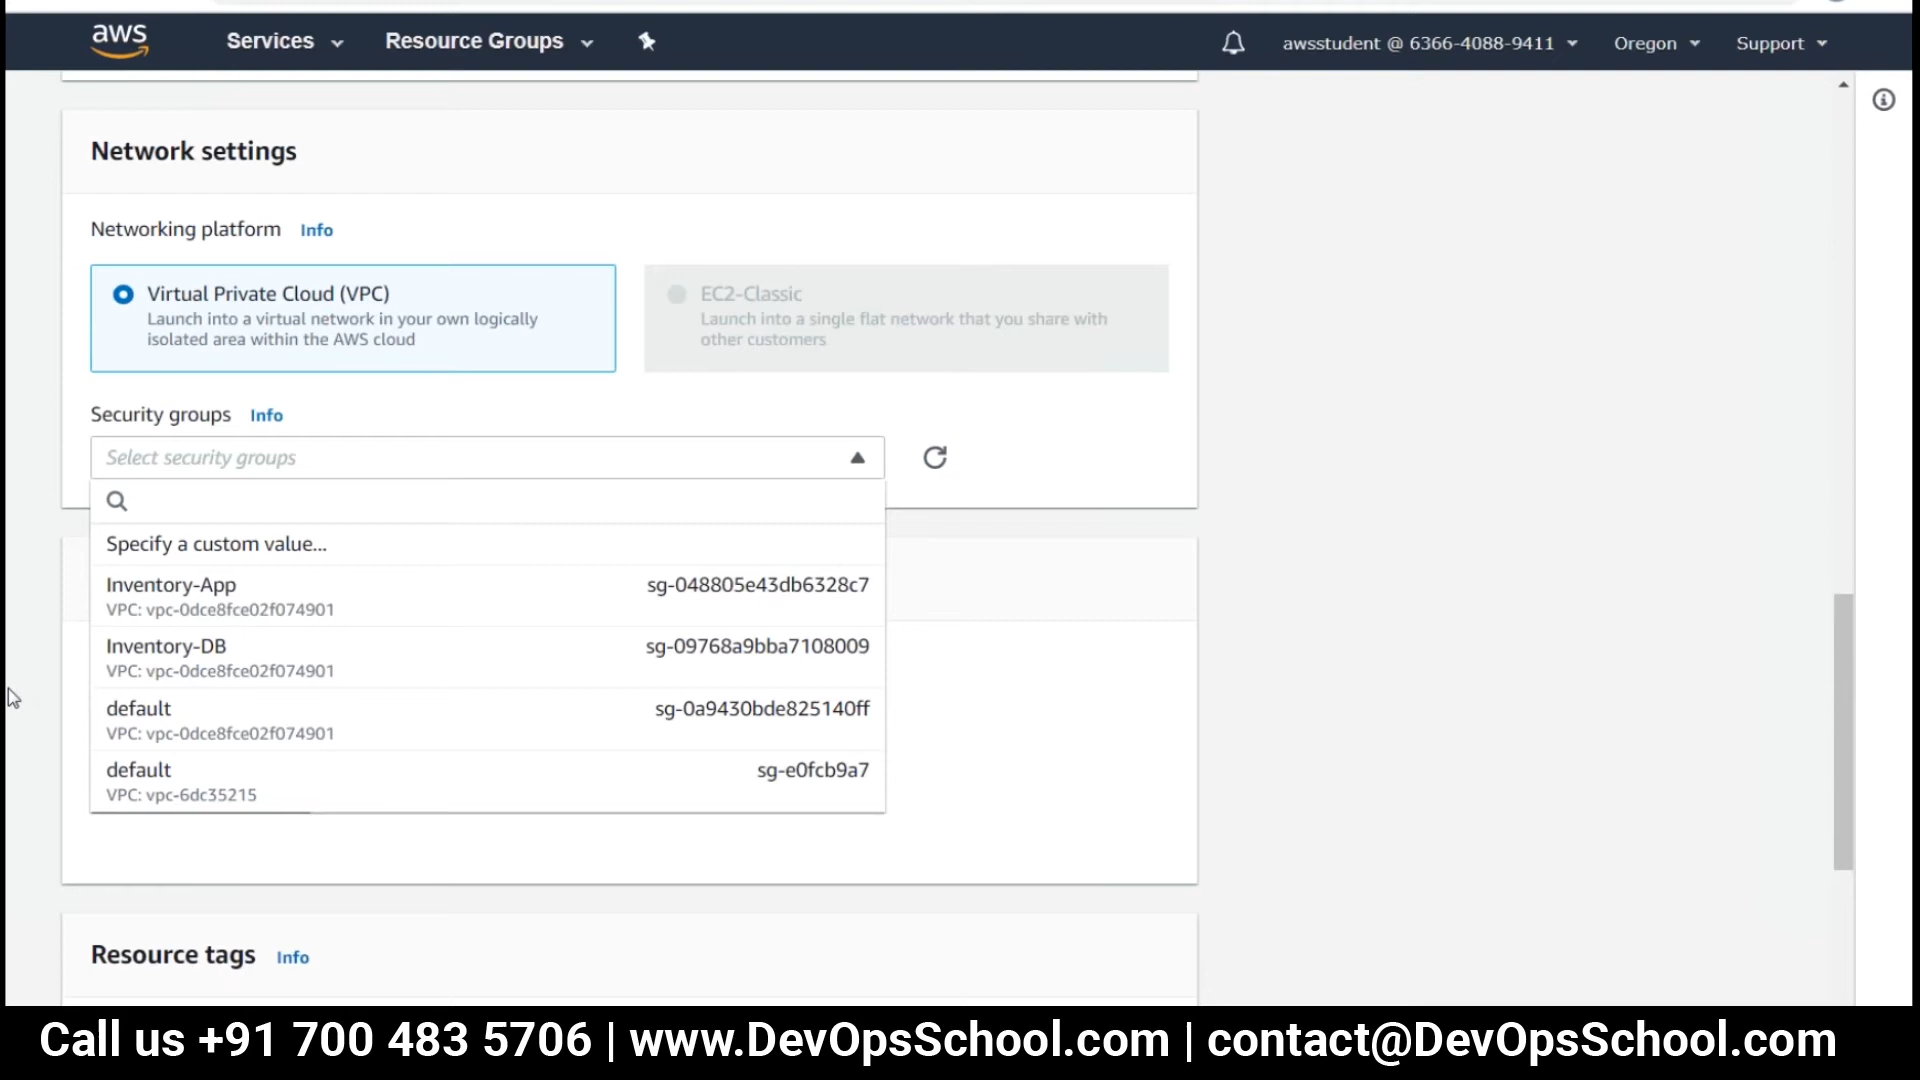 aws Services Resource Groups awsstudent @ 6366-4088-9411 Oregon Support
Network settings
Networking platform Info
Virtual Private Cloud (VPC)
Launch into a virtual network in your own logically
isolated area within the AWS cloud
EC2-Classic
Launch into a single flat network that you share with
other customers
Security groups Info
Select security groups
Specify a custom value...
Inventory-App sg-048805e43db6328c7
VPC: vpc-0dce8fce02f074901
Inventory-DB sg-09768a9bba7108009
VPC: vpc-0dce8fce02f074901
default sg-0a9430bde825140ff
VPC: vpc-0dce8fce02f074901
default sg-e0fcb9a7
VPC: vpc-6dc35215
Resource tags Info
Call us +91 700 483 5706 | www.DevOpsSchool.com | contact@DevOpsSchool.com